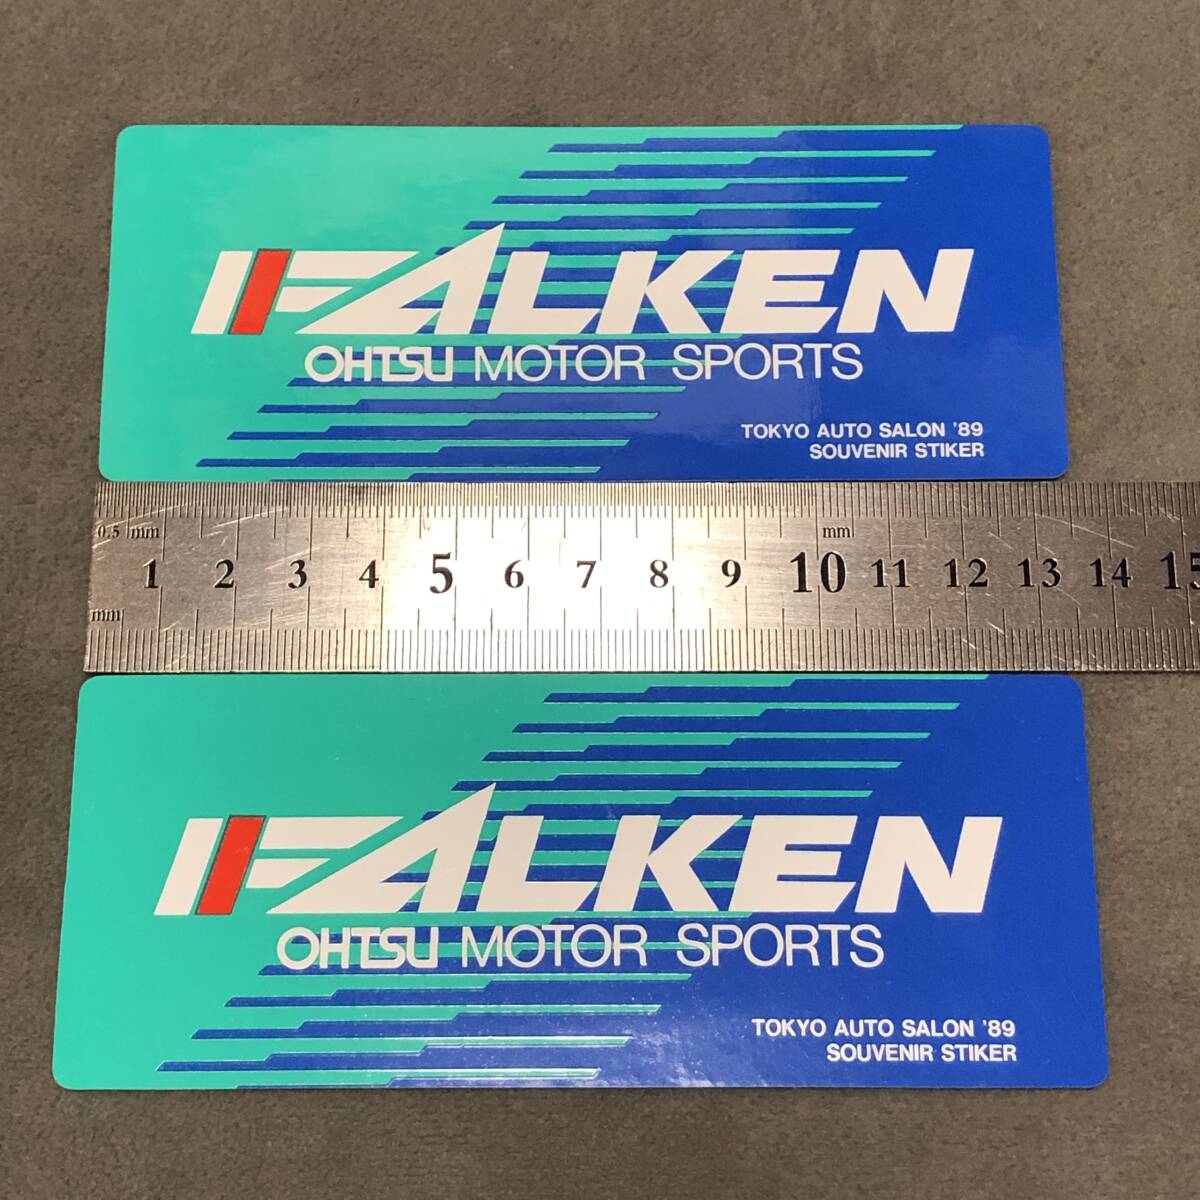 FALKEN
OHTSU MOTOR SPORTS
TOKYO AUTO SALON '89
SOUVENIR STIKER
0.5 mm
mm
1 2 3 4 5 6 7 8 9 10 11 12 13 14 15
mm
FALKEN
OHTSU MOTOR SPORTS
TOKYO AUTO SALON '89
SOUVENIR STIKER